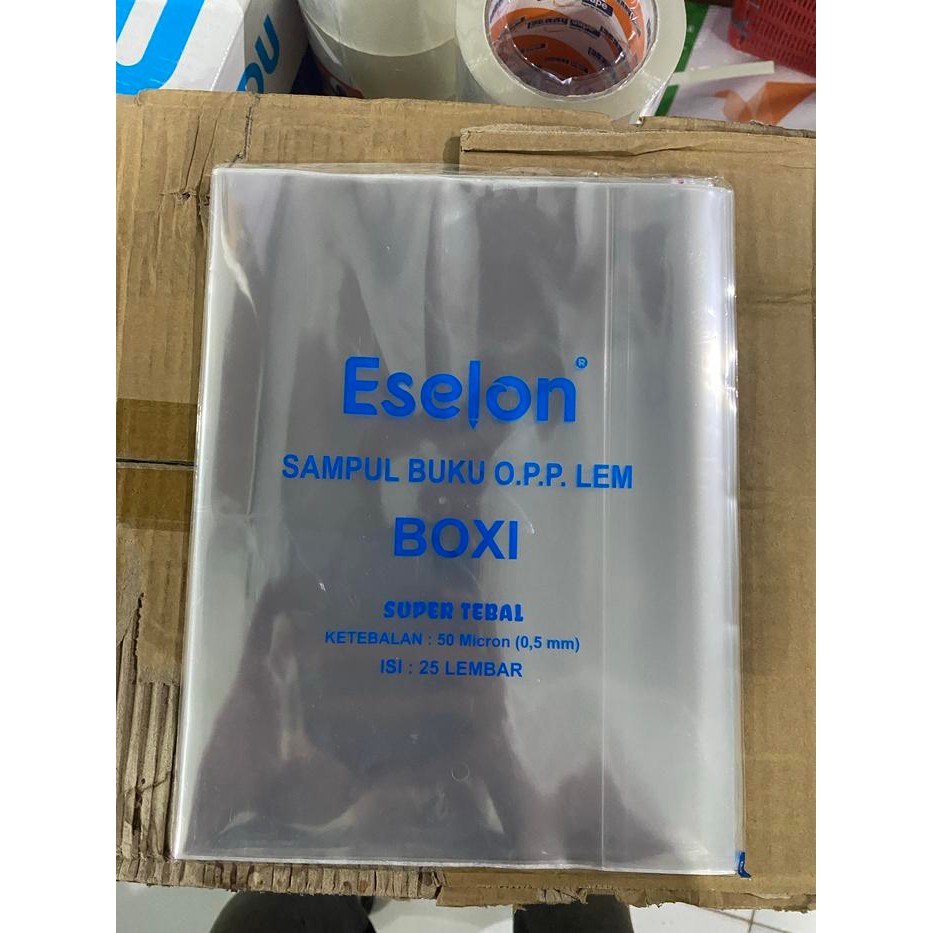 Eselon®
SAMPUL BUKU O.P.P. LEM
BOXI
SUPER TEBAL
KETEBALAN : 50 Micron (0,5 mm)
ISI : 25 LEMBAR